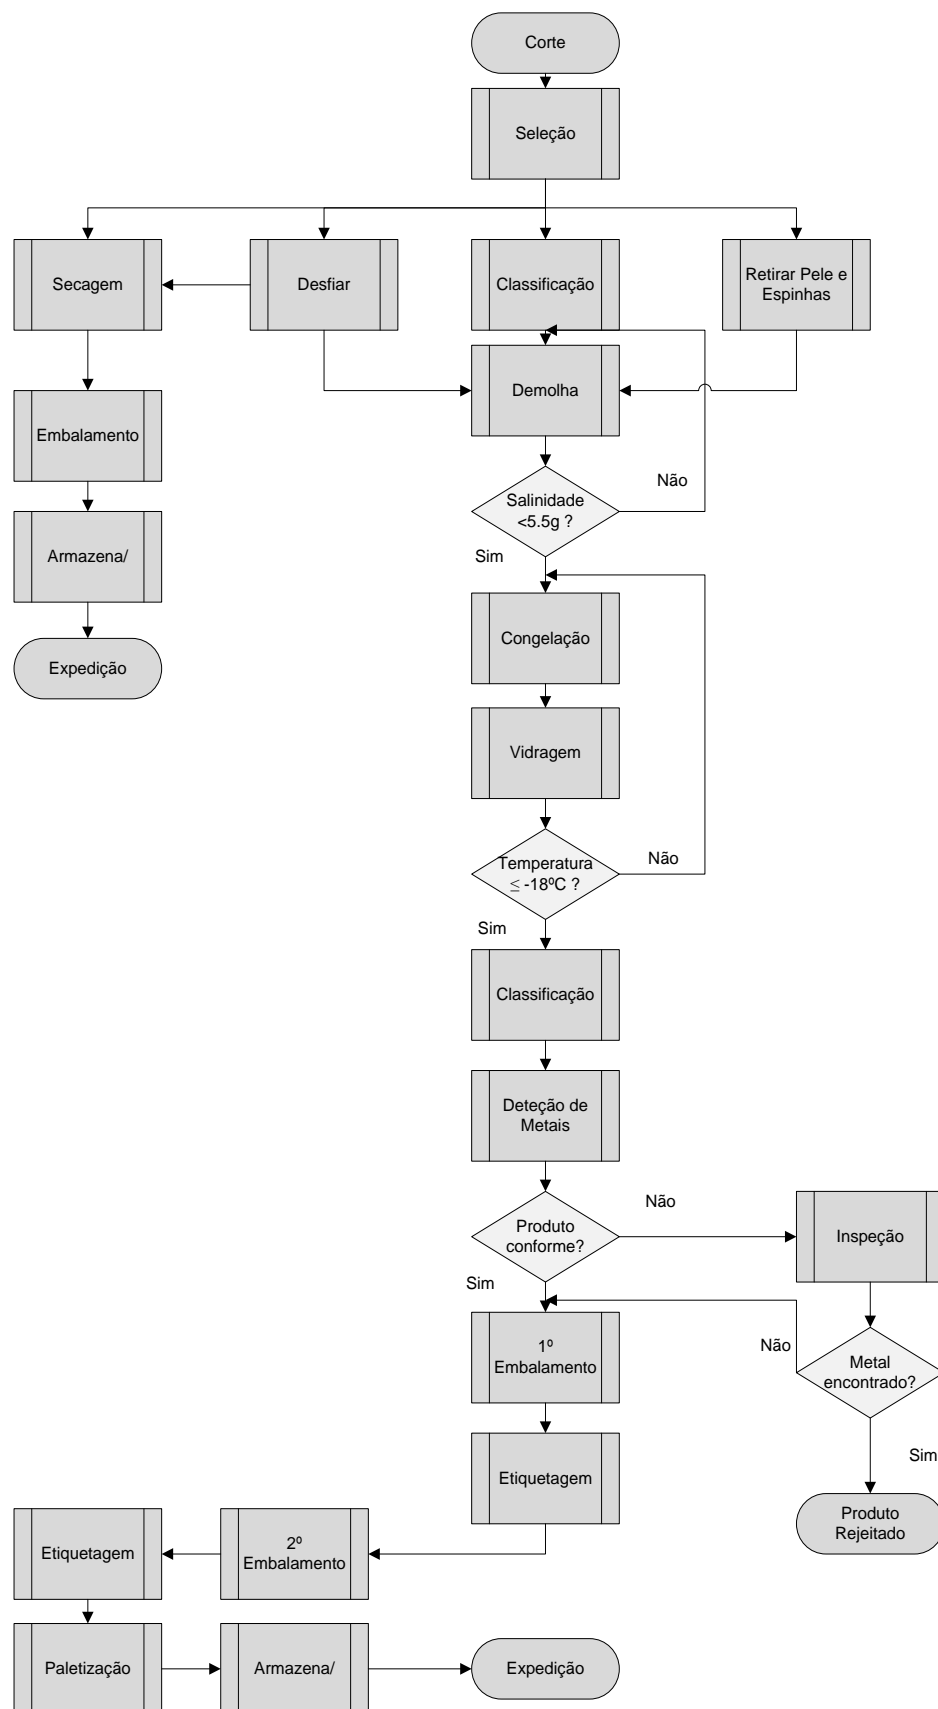 Corte
Seleção
Secagem
Desfiar
Classificação
Retirar Pele e
Espinhas
Embalamento
Demolha
Salinidade
<5.5g ?
Não
Sim
Armazena/
Expedição
Congelação
Vidragem
Temperatura
≤ -18ºC ?
Não
Sim
Classificação
Deteção de
Metais
Produto
conforme?
Não
Sim
Inspeção
1º
Embalamento
Não
Metal
encontrado?
Sim
Etiquetagem
Produto
Rejeitado
2º
Embalamento
Etiquetagem
Paletização
Armazena/
Expedição